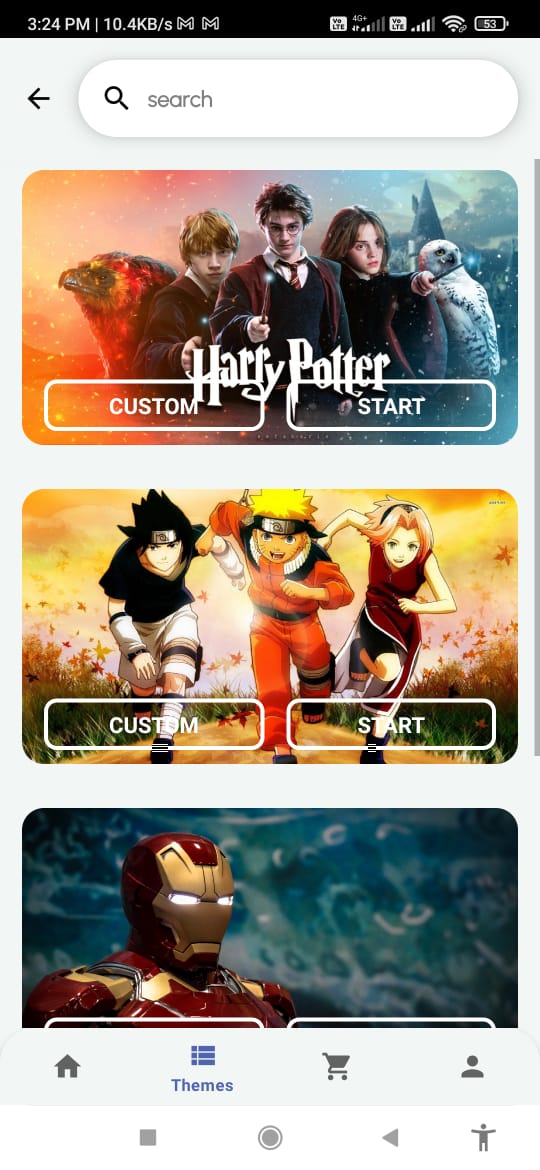 3:24 PM | 10.4KB/s
Vo LTE 4G+ Vo LTE 53
search
Harry Potter
CUSTOM START
CUSTOM START
Themes